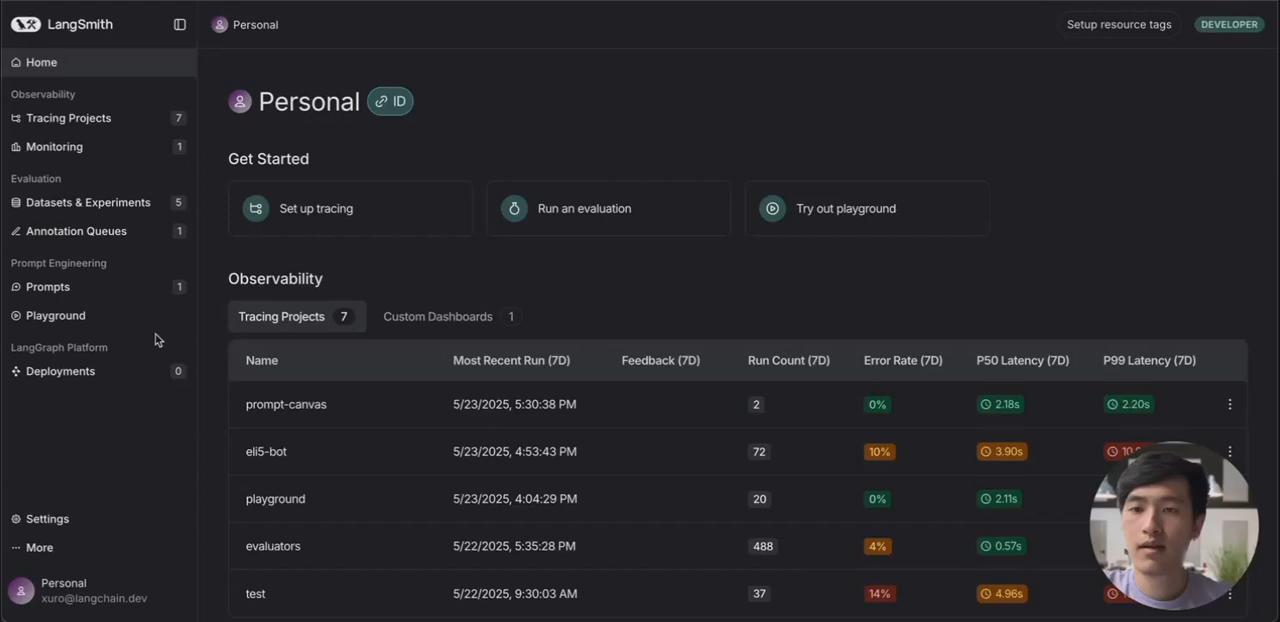 LangSmith
Personal
Setup resource tags
DEVELOPER
Home
Observability
Tracing Projects 7
Monitoring 1
Evaluation
Datasets & Experiments 5
Annotation Queues 1
Prompt Engineering
Prompts 1
Playground
LangGraph Platform
Deployments 0
Settings
More
Personal
xuro@langchain.dev
Personal ID
Get Started
Set up tracing
Run an evaluation
Try out playground
Observability
Tracing Projects 7 Custom Dashboards 1
Name Most Recent Run (7D) Feedback (7D) Run Count (7D) Error Rate (7D) P50 Latency (7D) P99 Latency (7D)
prompt-canvas 5/23/2025, 5:30:38 PM 2 0% 2.18s 2.20s
eli5-bot 5/23/2025, 4:53:43 PM 72 10% 3.90s
playground 5/23/2025, 4:04:29 PM 20 0% 2.11s
evaluators 5/22/2025, 5:35:28 PM 488 4% 0.57s
test 5/22/2025, 9:30:03 AM 37 14% 4.96s